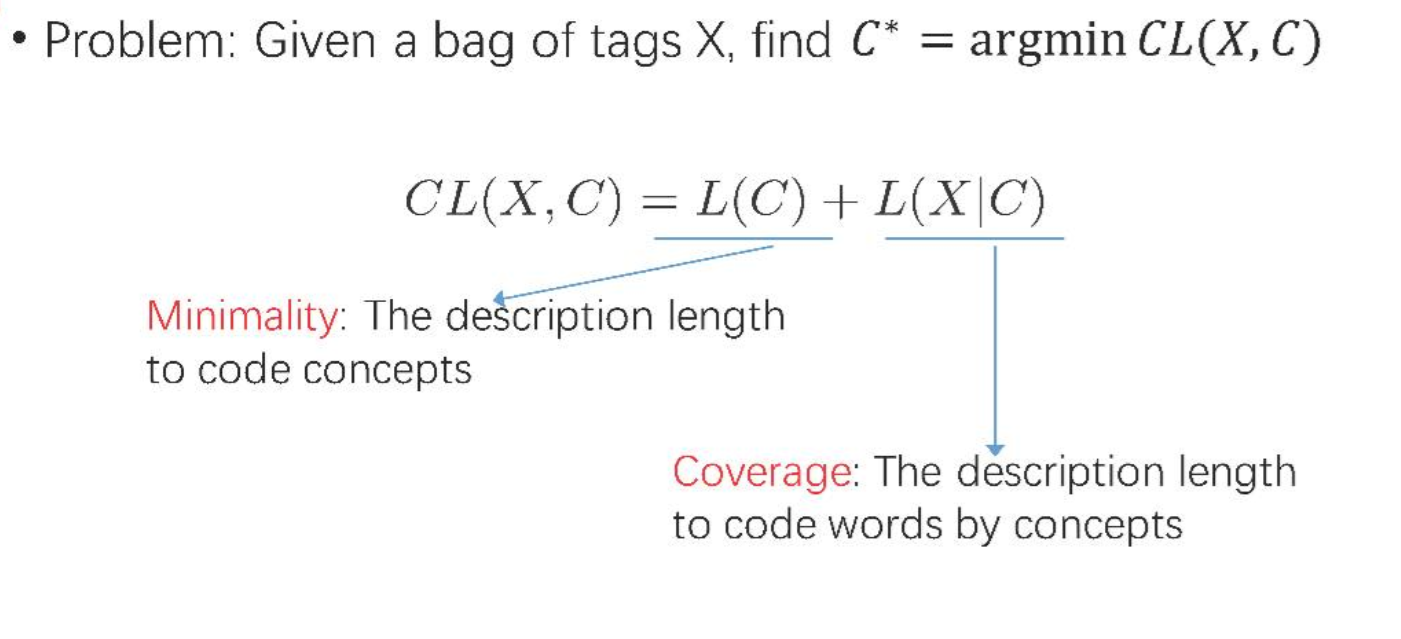 • Problem: Given a bag of tags X, find C* = argmin CL(X, C)
CL(X, C) = L(C) + L(X|C)
Minimality: The description length
to code concepts
Coverage: The description length
to code words by concepts